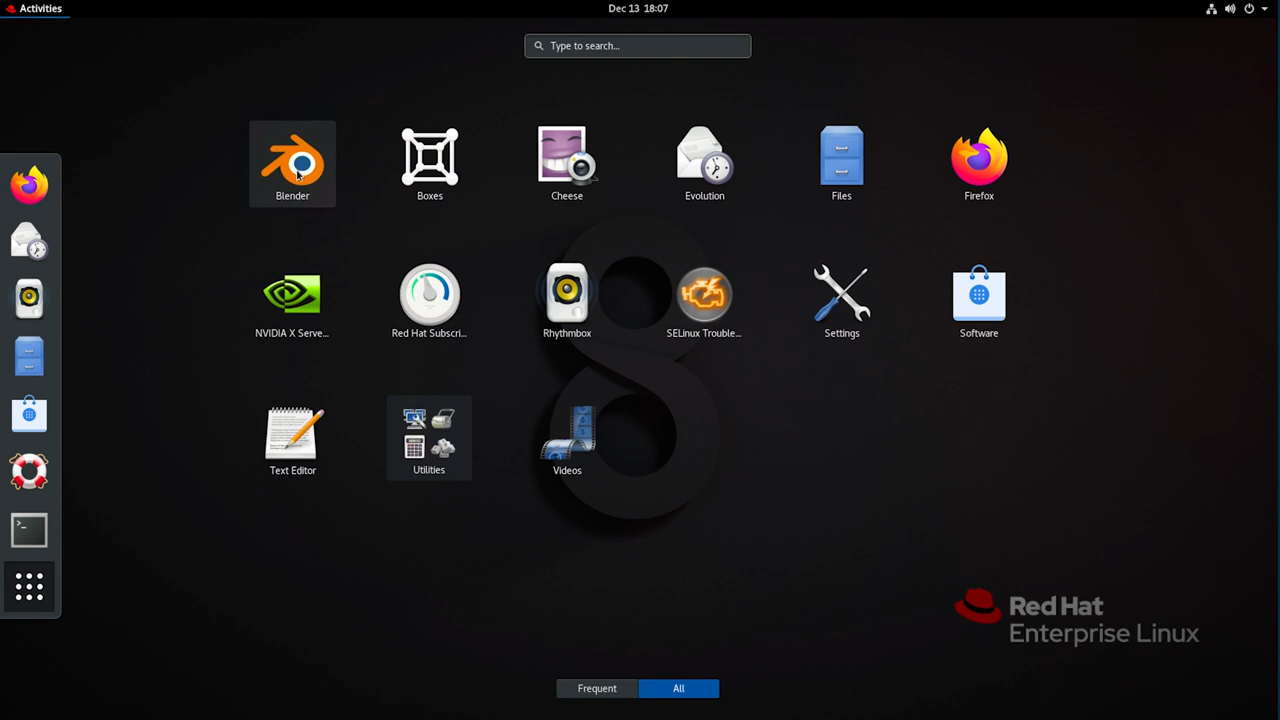 Activities
Dec 13 18:07
Type to search...
Blender
Boxes
Cheese
Evolution
Files
Firefox
NVIDIA X Serve...
Red Hat Subscri...
Rhythmbox
SELinux Trouble...
Settings
Software
Text Editor
Utilities
Videos
>_
8
Red Hat
Enterprise Linux
Frequent
All